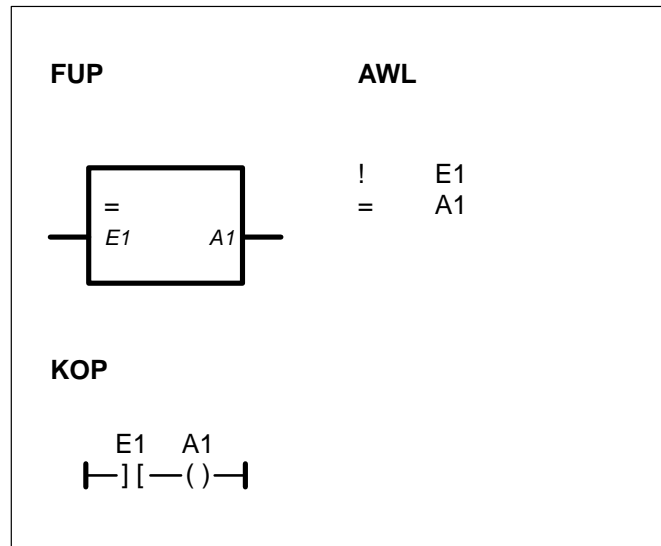 FUP
AWL
=
E1 A1
! E1
= A1
KOP
E1 A1
] [ ( )